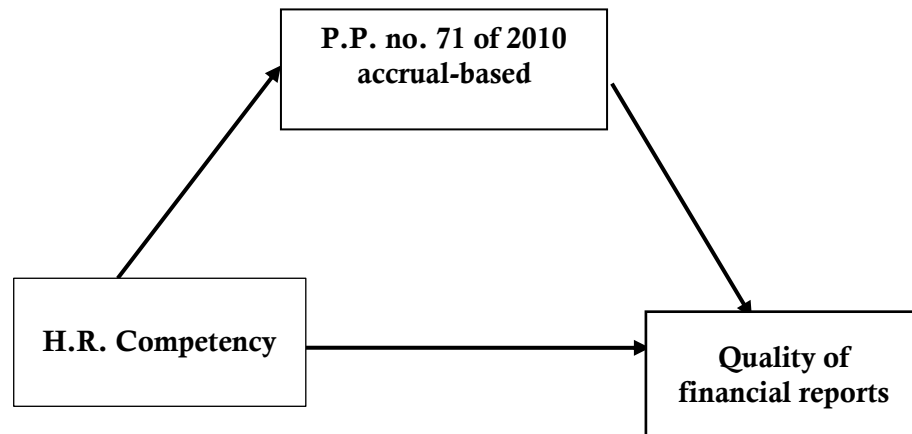 P.P. no. 71 of 2010
accrual-based
H.R. Competency
Quality of
financial reports